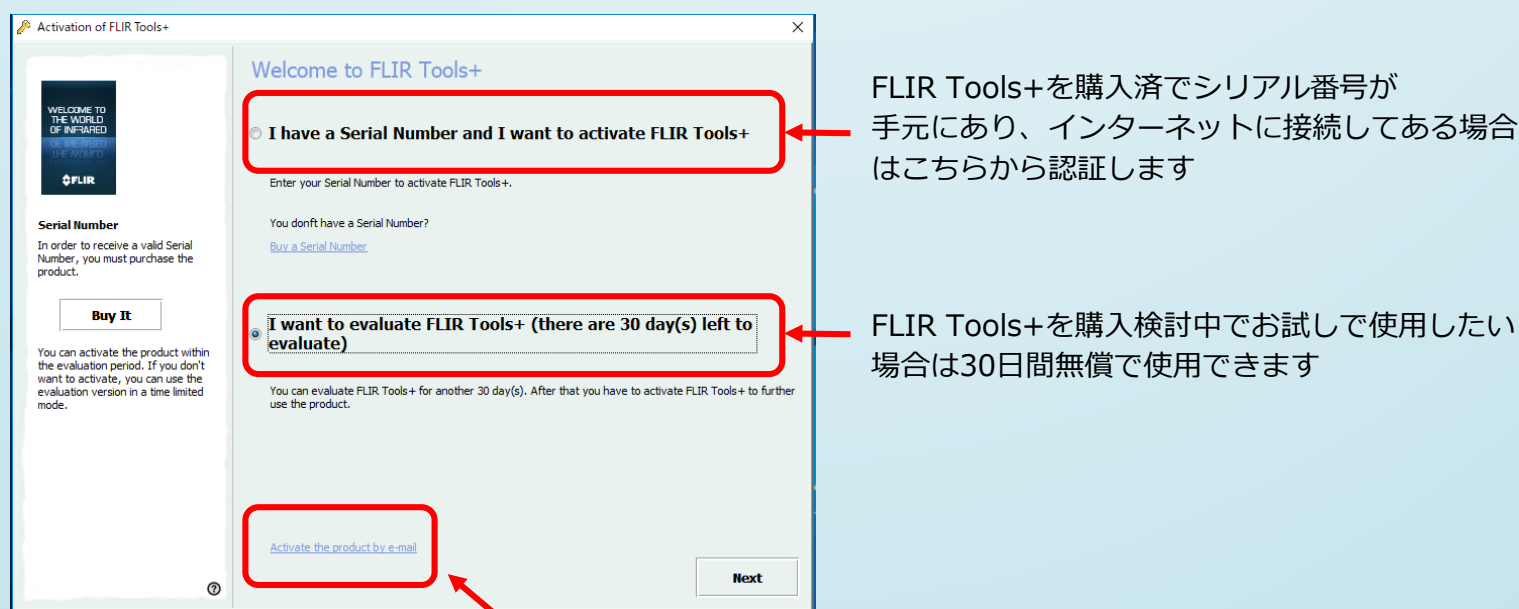 Activation of FLIR Tools+
WELCOME TO
THE WORLD
OF INFRARED
FLIR
Serial Number
In order to receive a valid Serial
Number, you must purchase the
product.
Buy It
You can activate the product within
the evaluation period. If you don't
want to activate, you can use the
evaluation version in a time limited
mode.
Welcome to FLIR Tools+
I have a Serial Number and I want to activate FLIR Tools+
Enter your Serial Number to activate FLIR Tools+.
You donft have a Serial Number?
Buy a Serial Number
I want to evaluate FLIR Tools+ (there are 30 day(s) left to
evaluate)
You can evaluate FLIR Tools+ for another 30 day(s). After that you have to activate FLIR Tools+ to further
use the product.
Activate the product by e-mail
Next
FLIR Tools+を購入済でシリアル番号が
手元にあり、インターネットに接続してある場合
はこちらから認証します
FLIR Tools+を購入検討中でお試しで使用したい
場合は30日間無償で使用できます